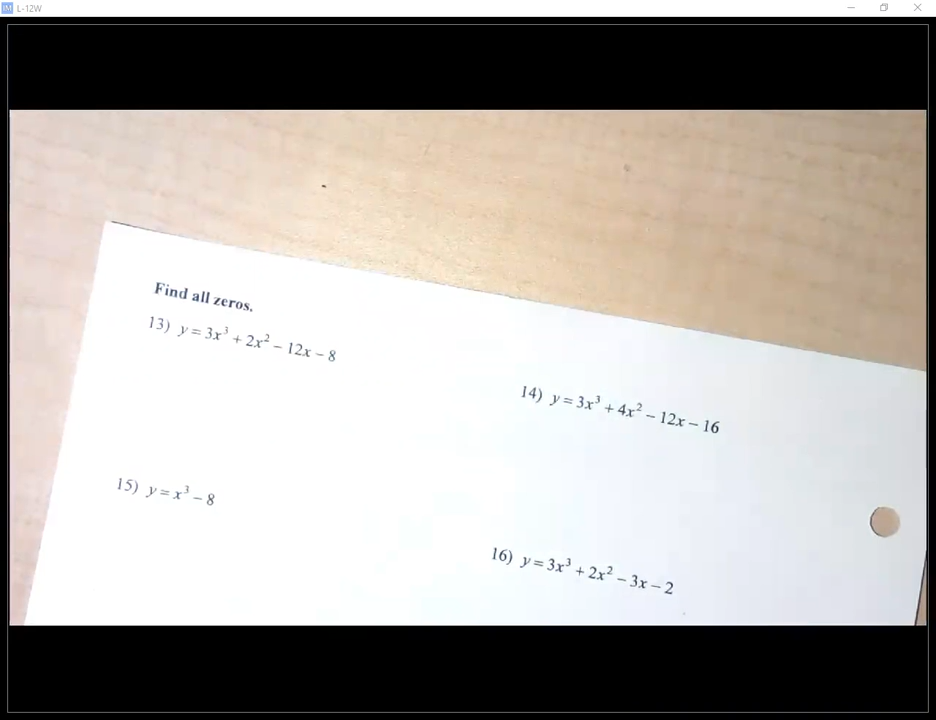 L-12W
Find all zeros.
13) y = 3x³ + 2x² − 12x − 8
14) y = 3x³ + 4x² − 12x − 16
15) y = x³ − 8
16) y = 3x³ + 2x² − 3x − 2